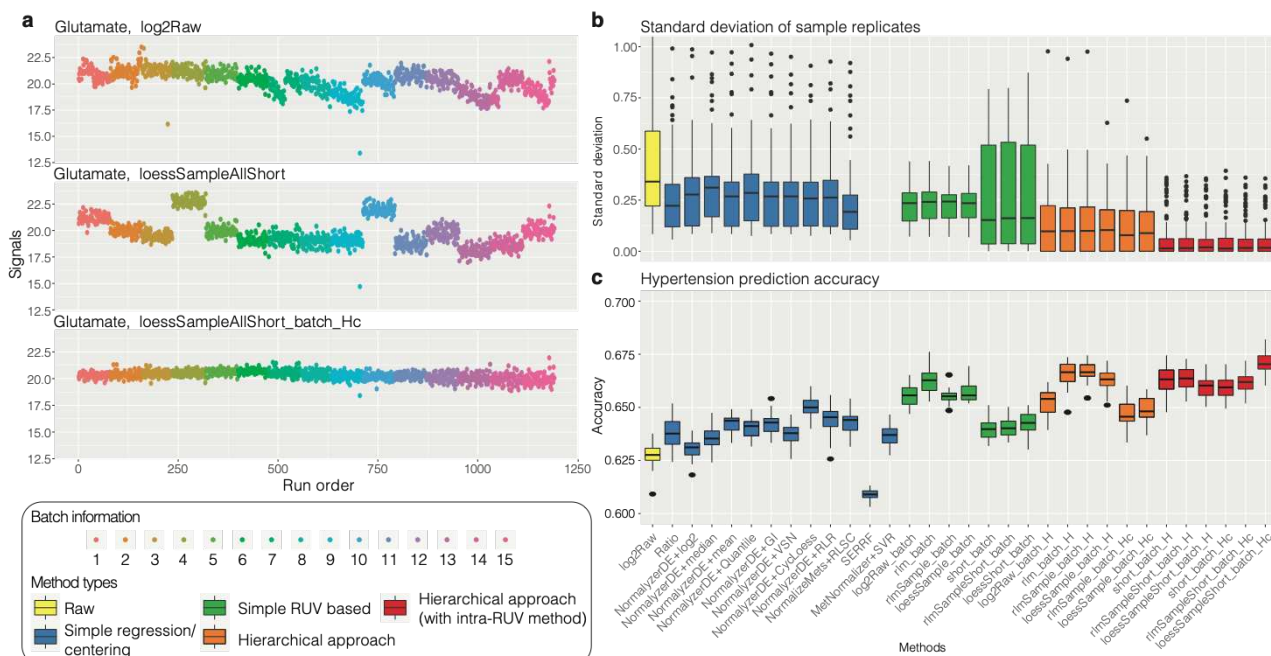 a
Glutamate, log2Raw
22.5
20.0
17.5
15.0
12.5
Glutamate, loessSampleAllShort
22.5
20.0
17.5
15.0
12.5
Glutamate, loessSampleAllShort_batch_Hc
22.5
20.0
17.5
15.0
12.5
Signals
0 250 500 750 1000 1250
Run order
Batch information
1 2 3 4 5 6 7 8 9 10 11 12 13 14 15
Method types
Raw
Simple regression/
centering
Simple RUV based
Hierarchical approach
Hierarchical approach
(with intra-RUV method)
b
Standard deviation of sample replicates
1.00
0.75
0.50
0.25
0.00
Standard deviation
c
Hypertension prediction accuracy
0.700
0.675
0.650
0.625
0.600
Accuracy
log2Raw
Ratio
NormalyzerDE+log2
NormalyzerDE+median
NormalyzerDE+mean
NormalyzerDE+Quantile
NormalyzerDE+GI
NormalyzerDE+VSN
NormalyzerDE+CycLoess
NormalyzerDE+RLR
NormalizeMets+RLSC
SERRF
MetNormalizer+SVR
log2Raw_batch
rlm_batch
rlmSample_batch
loessSample_batch
short_batch
rlmSampleShort_batch
loessShort_batch
log2Raw_batch_H
rlm_batch_H
rlmSample_batch_H
loessSample_batch_H
rlmSample_batch_Hc
loessSample_batch_Hc
short_batch_H
rlmSampleShort_batch_H
loessSampleShort_batch_H
short_batch_Hc
rlmSampleShort_batch_Hc
loessSampleShort_batch_Hc
Methods